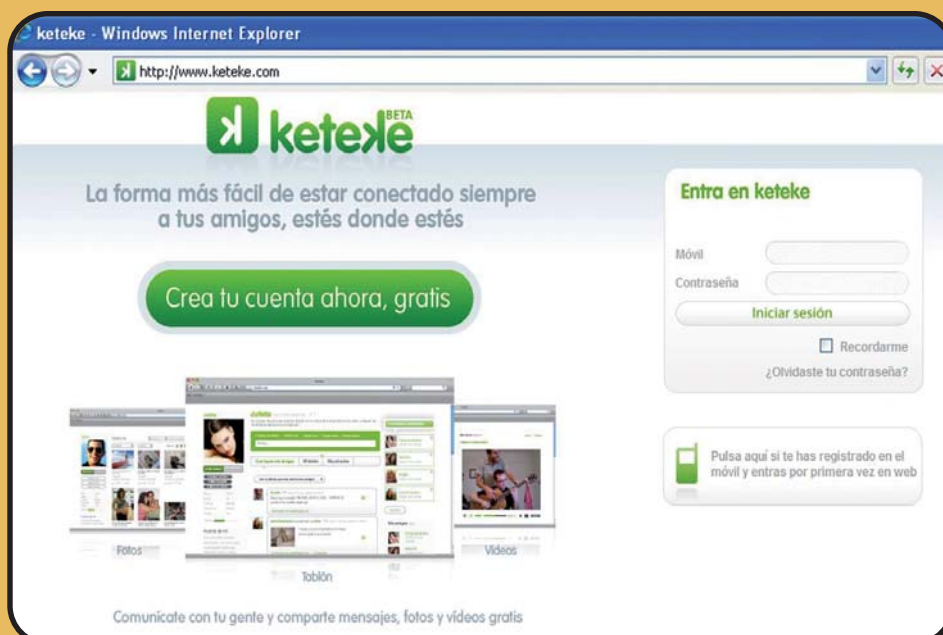 keteke - Windows Internet Explorer
http://www.keteke.com
keteke BETA
La forma más fácil de estar conectado siempre
a tus amigos, estés donde estés
Crea tu cuenta ahora, gratis
Fotos
Tablón
Vídeos
Comunícate con tu gente y comparte mensajes, fotos y vídeos gratis
Entra en keteke
Móvil
Contraseña
Iniciar sesión
Recordarme
¿Olvidaste tu contraseña?
Pulsa aquí si te has registrado en el
móvil y entras por primera vez en web